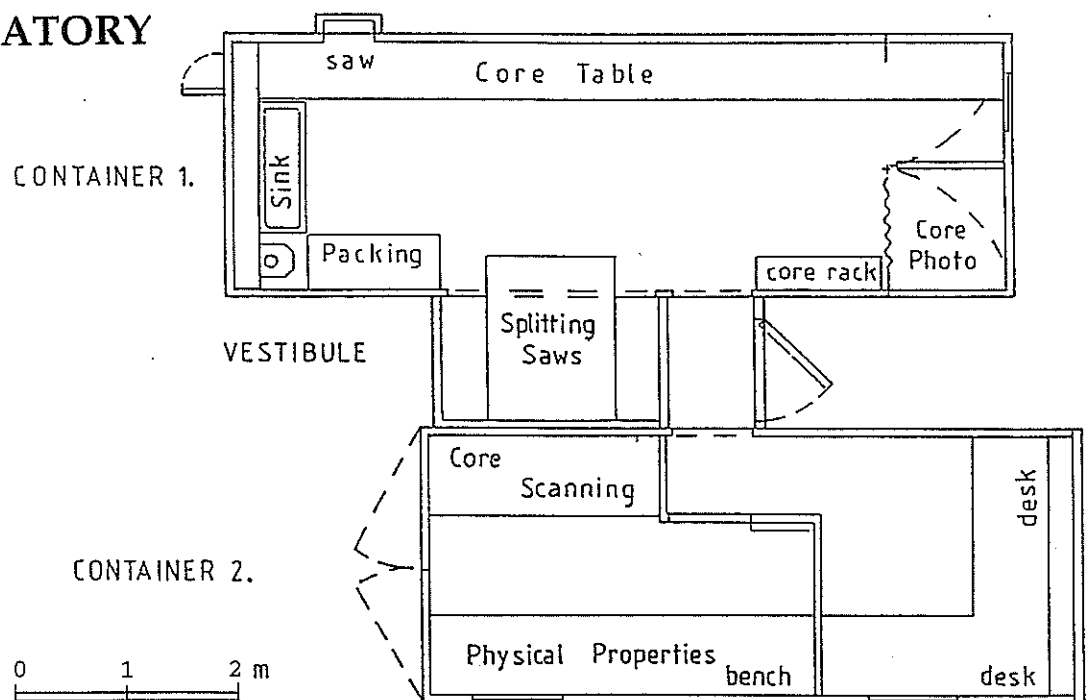 ATORY
saw
Core Table
CONTAINER 1.
Sink
Packing
core rack
Core
Photo
Splitting
Saws
VESTIBULE
Core
Scanning
desk
CONTAINER 2.
Physical Properties
bench
desk
0 1 2 m